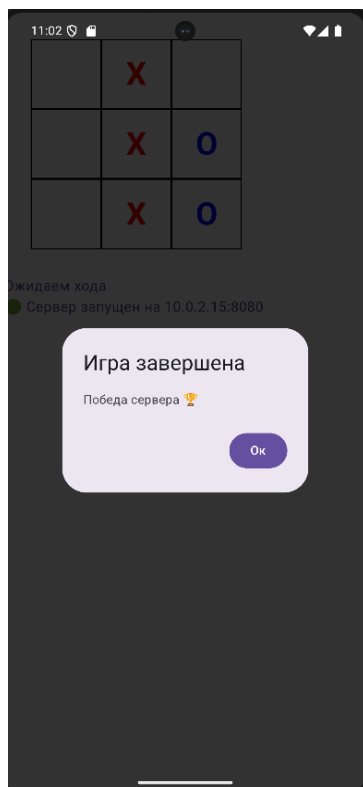 11:02
X
X O
X O
Ожидаем хода
Сервер запущен на 10.0.2.15:8080
Игра завершена
Победа сервера 🏆
Ок